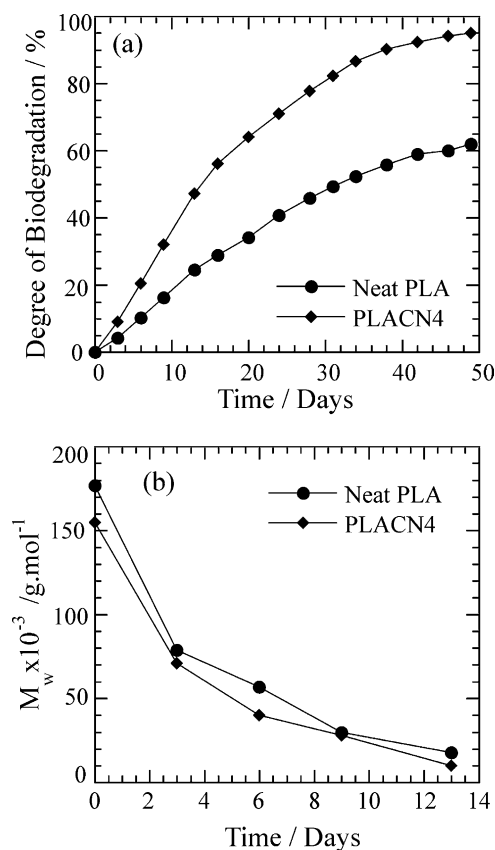 (a)
Degree of Biodegradation / %
100
80
60
40
20
0
Neat PLA
PLACN4
0 10 20 30 40 50
Time / Days
(b)
M_w x10^-3 /g.mol^-1
200
150
100
50
0
Neat PLA
PLACN4
0 2 4 6 8 10 12 14
Time / Days